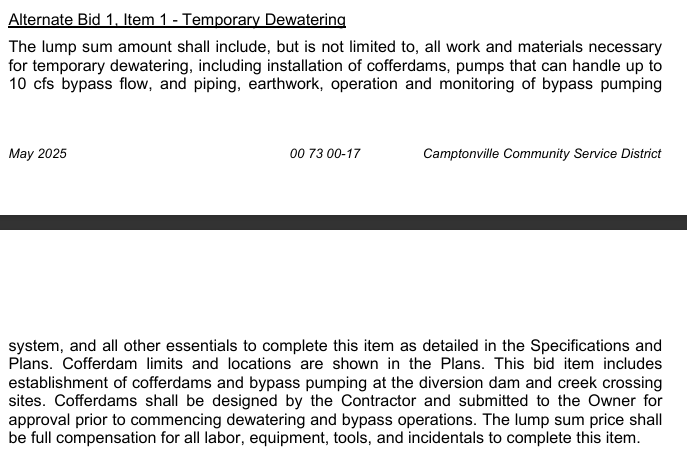 Alternate Bid 1, Item 1 - Temporary Dewatering
The lump sum amount shall include, but is not limited to, all work and materials necessary
for temporary dewatering, including installation of cofferdams, pumps that can handle up to
10 cfs bypass flow, and piping, earthwork, operation and monitoring of bypass pumping
May 2025 00 73 00-17 Camptonville Community Service District
system, and all other essentials to complete this item as detailed in the Specifications and
Plans. Cofferdam limits and locations are shown in the Plans. This bid item includes
establishment of cofferdams and bypass pumping at the diversion dam and creek crossing
sites. Cofferdams shall be designed by the Contractor and submitted to the Owner for
approval prior to commencing dewatering and bypass operations. The lump sum price shall
be full compensation for all labor, equipment, tools, and incidentals to complete this item.